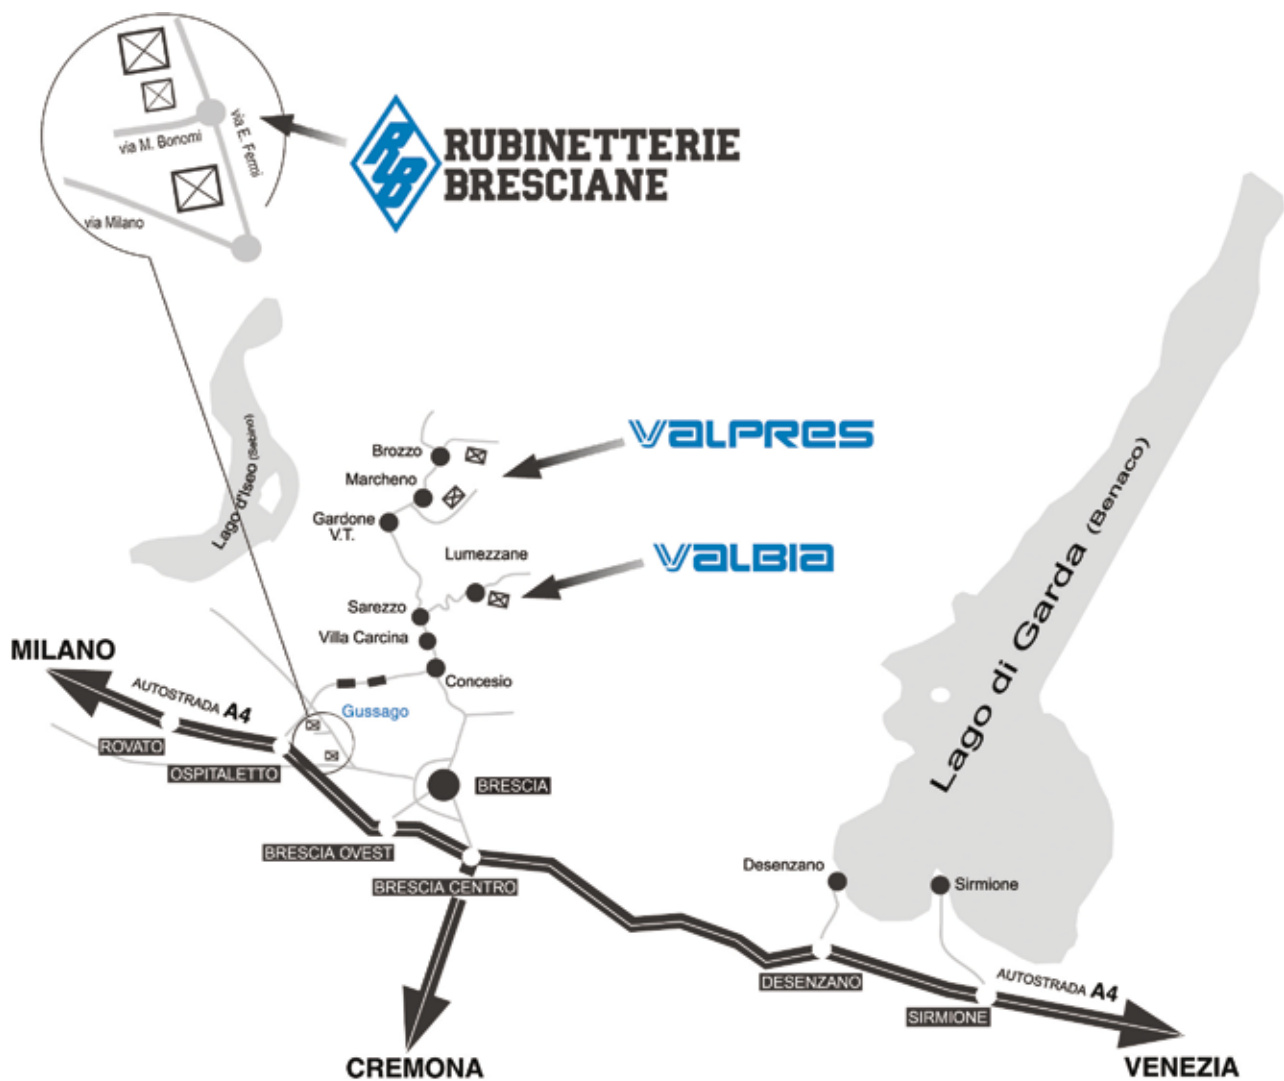 via M. Bonomi
via E. Fermi
via Milano
RB
RUBINETTERIE
BRESCIANE
Lago d'Iseo (Sebino)
Brozzo
VALPRES
Marcheno
Gardone
V.T.
Lumezzane
VALBIA
Sarezzo
Villa Carcina
Concesio
Gussago
MILANO
AUTOSTRADA A4
ROVATO
OSPITALETTO
BRESCIA
BRESCIA OVEST
BRESCIA CENTRO
CREMONA
Lago di Garda (Benaco)
Desenzano
Sirmione
DESENZANO
SIRMIONE
AUTOSTRADA A4
VENEZIA